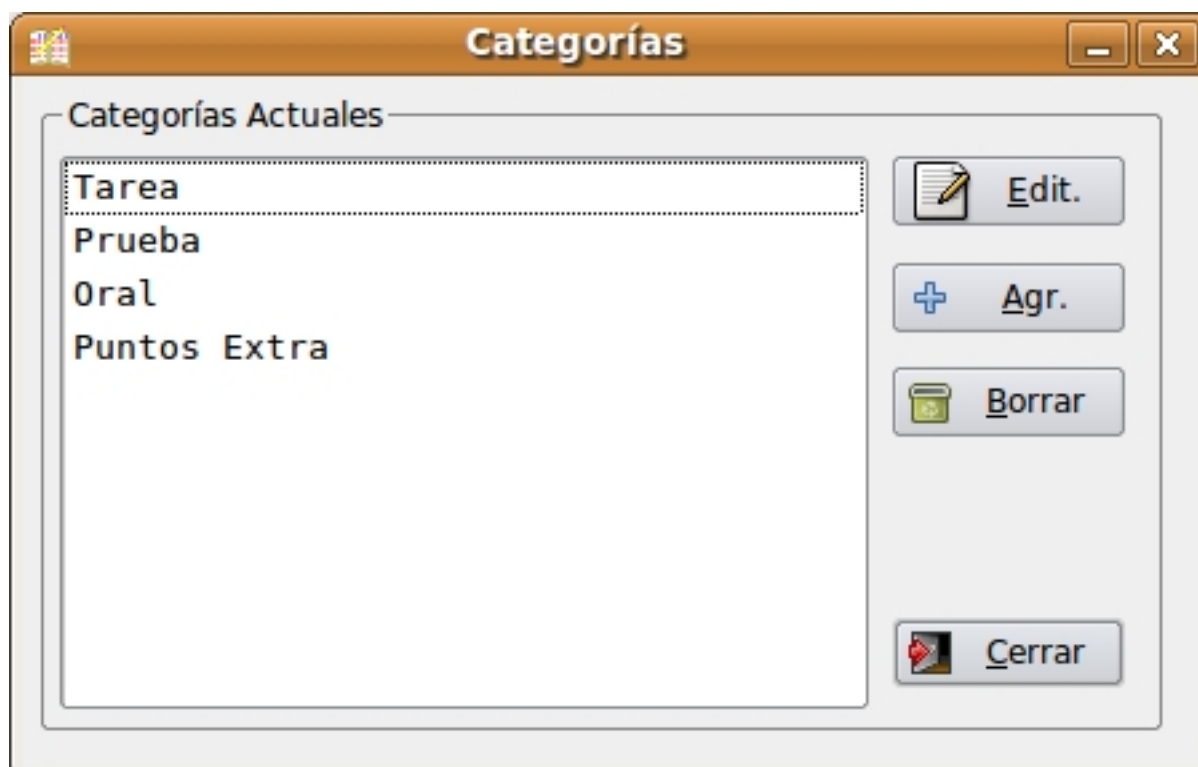 Categorías
Categorías Actuales
Tarea
Prueba
Oral
Puntos Extra
Edit.
Agr.
Borrar
Cerrar